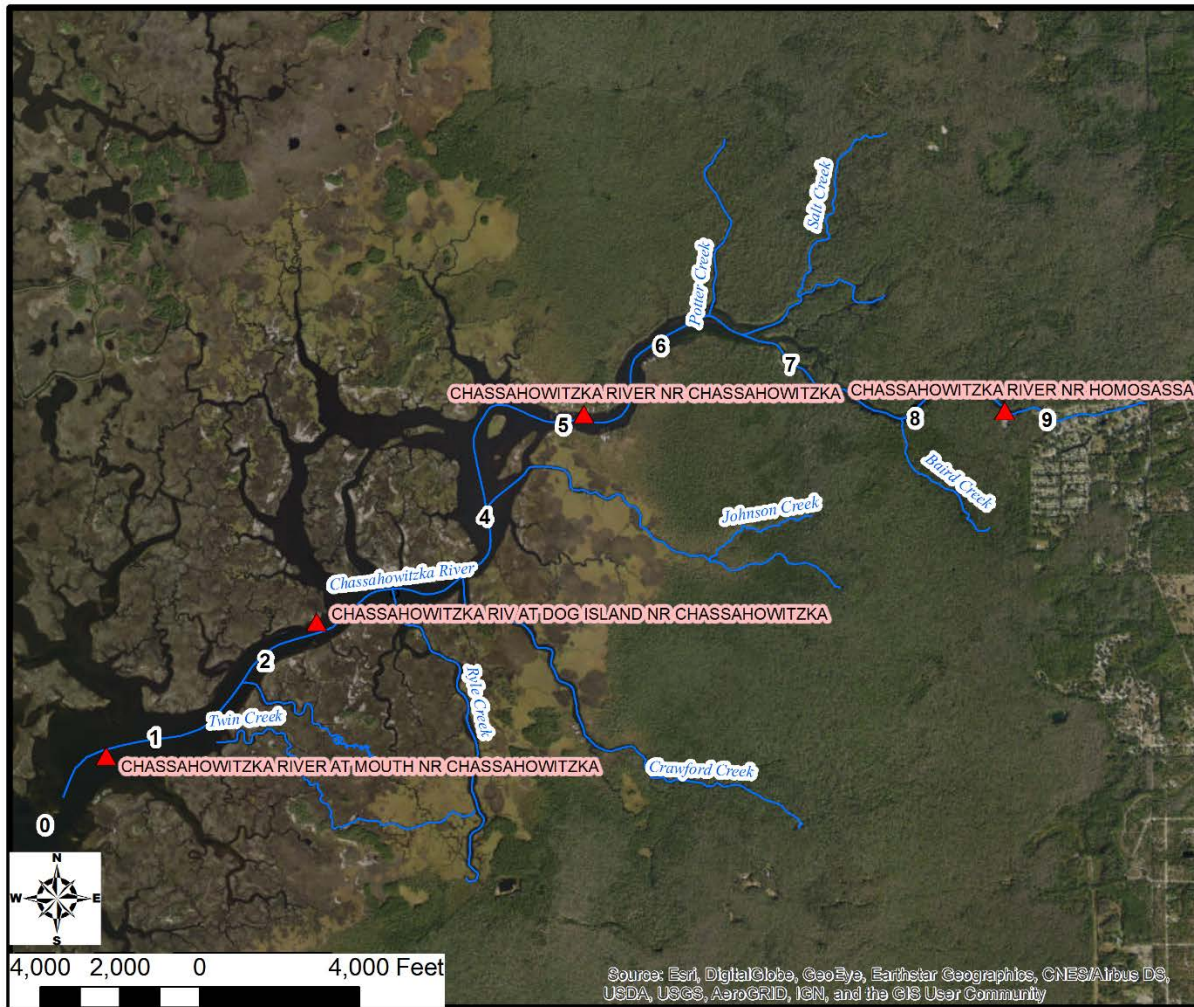 Salt Creek
Potter Creek
6
7
CHASSAHOWITZKA RIVER NR CHASSAHOWITZKA
CHASSAHOWITZKA RIVER NR HOMOSASSA
5
8
9
Baird Creek
Johnson Creek
4
Chassahowitzka River
CHASSAHOWITZKA RIV AT DOG ISLAND NR CHASSAHOWITZKA
2
Ryle Creek
Twin Creek
1
CHASSAHOWITZKA RIVER AT MOUTH NR CHASSAHOWITZKA
Crawford Creek
0
N
W E
S
4,000 2,000 0 4,000 Feet
Source: Esri, DigitalGlobe, GeoEye, Earthstar Geographics, CNES/Airbus DS,
USDA, USGS, AeroGRID, IGN, and the GIS User Community